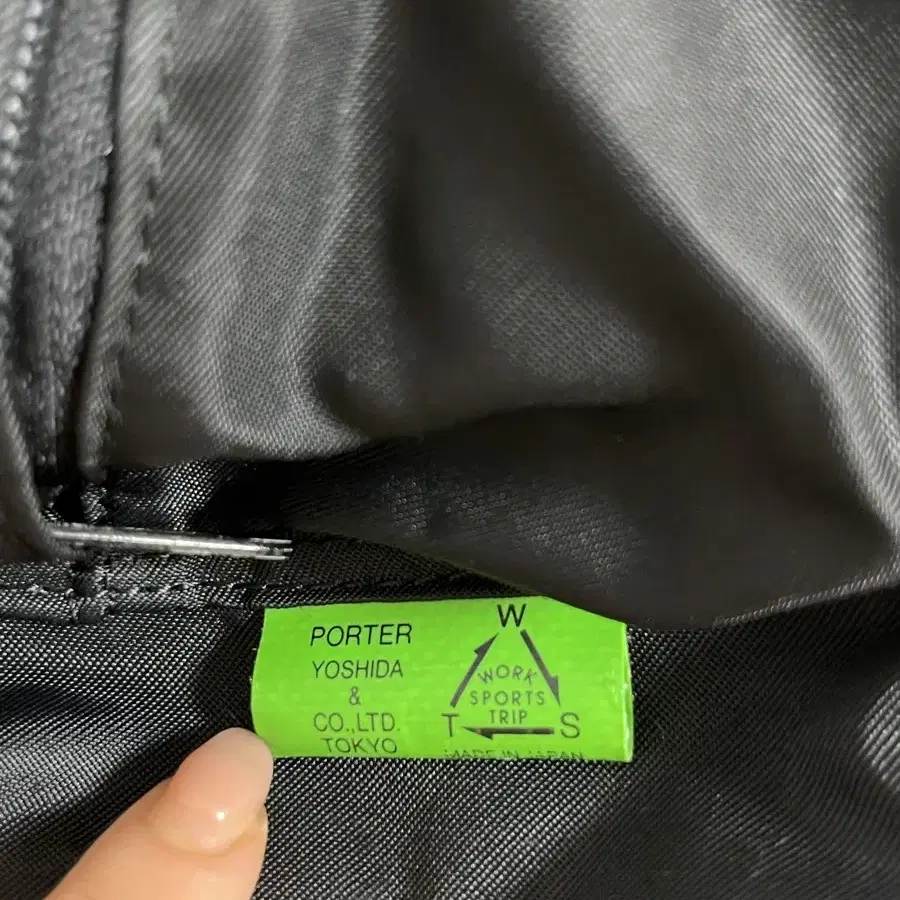 PORTER
YOSHIDA
&
CO.,LTD.
TOKYO
W
WORK
SPORTS
TRIP
T S
MADE IN JAPAN